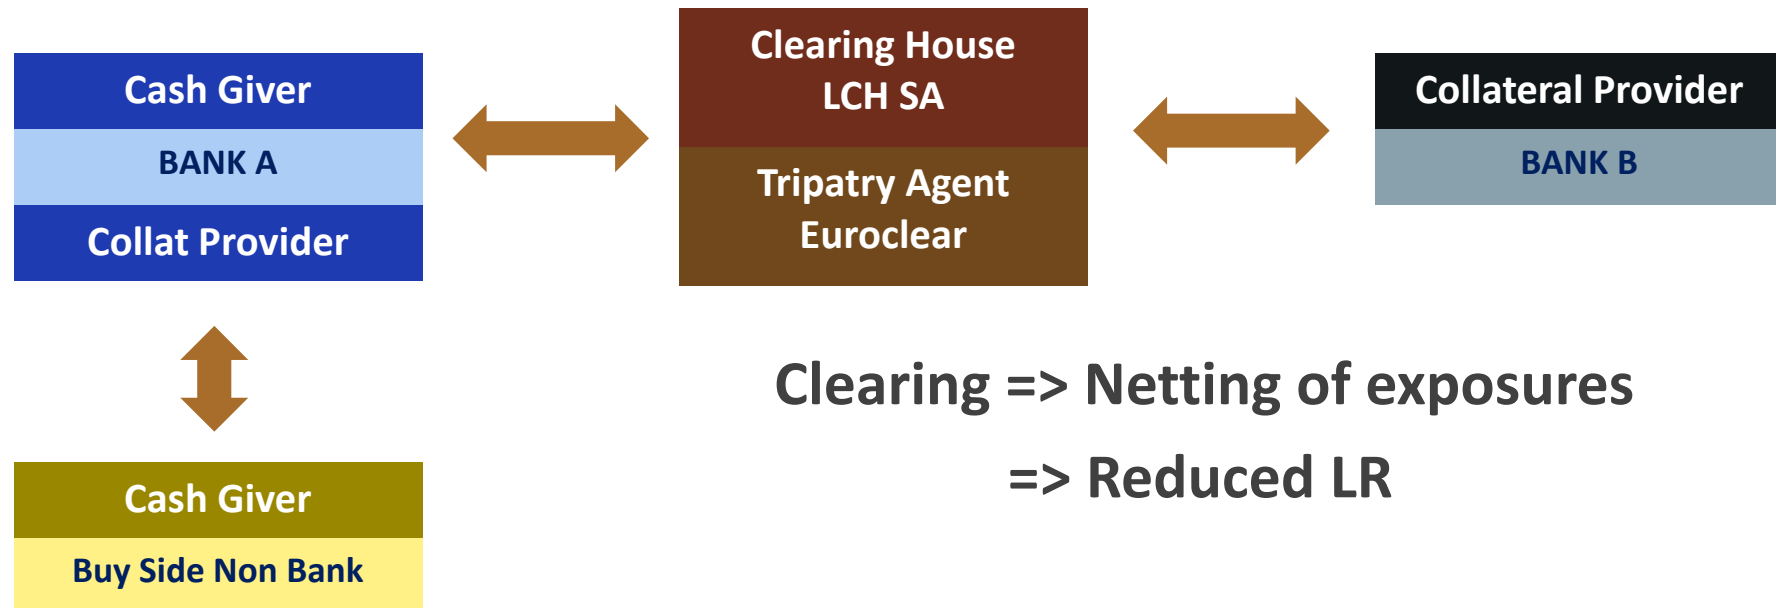 Cash Giver
BANK A
Collat Provider
Clearing House
LCH SA
Tripatry Agent
Euroclear
Collateral Provider
BANK B
Cash Giver
Buy Side Non Bank
Clearing => Netting of exposures
=> Reduced LR